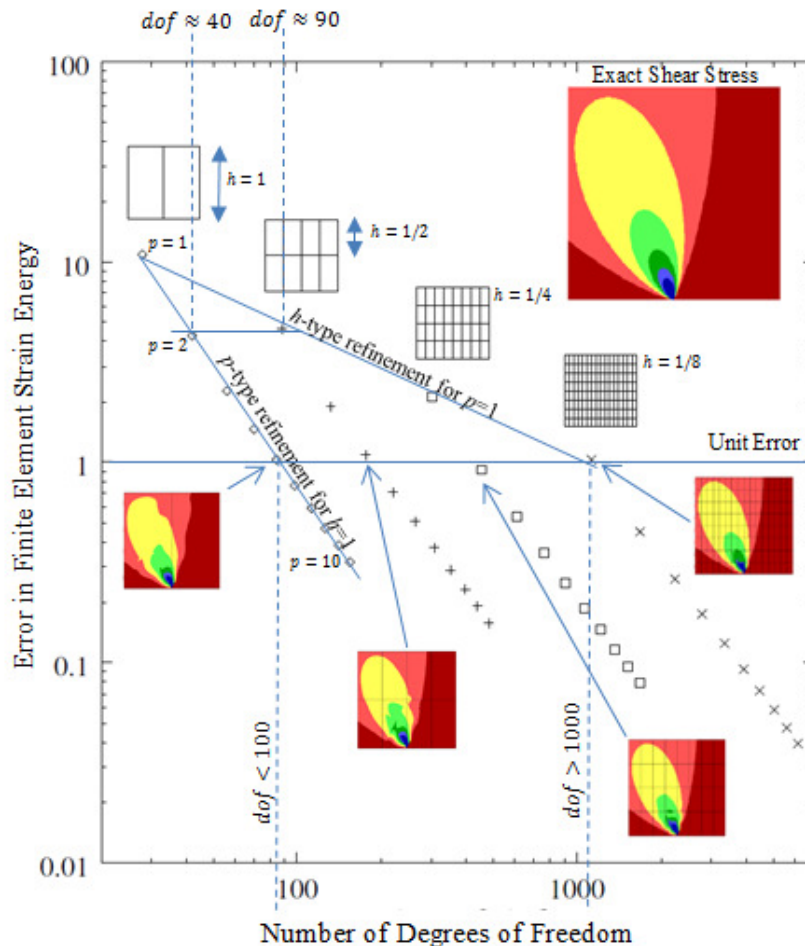 dof ≈ 40
dof ≈ 90
100
Exact Shear Stress
h = 1
p = 1
h = 1/2
10
h-type refinement for p=1
h = 1/4
p = 2
p-type refinement for h=1
h = 1/8
Unit Error
1
p = 10
Error in Finite Element Strain Energy
0.1
dof < 100
dof > 1000
0.01
100
1000
Number of Degrees of Freedom